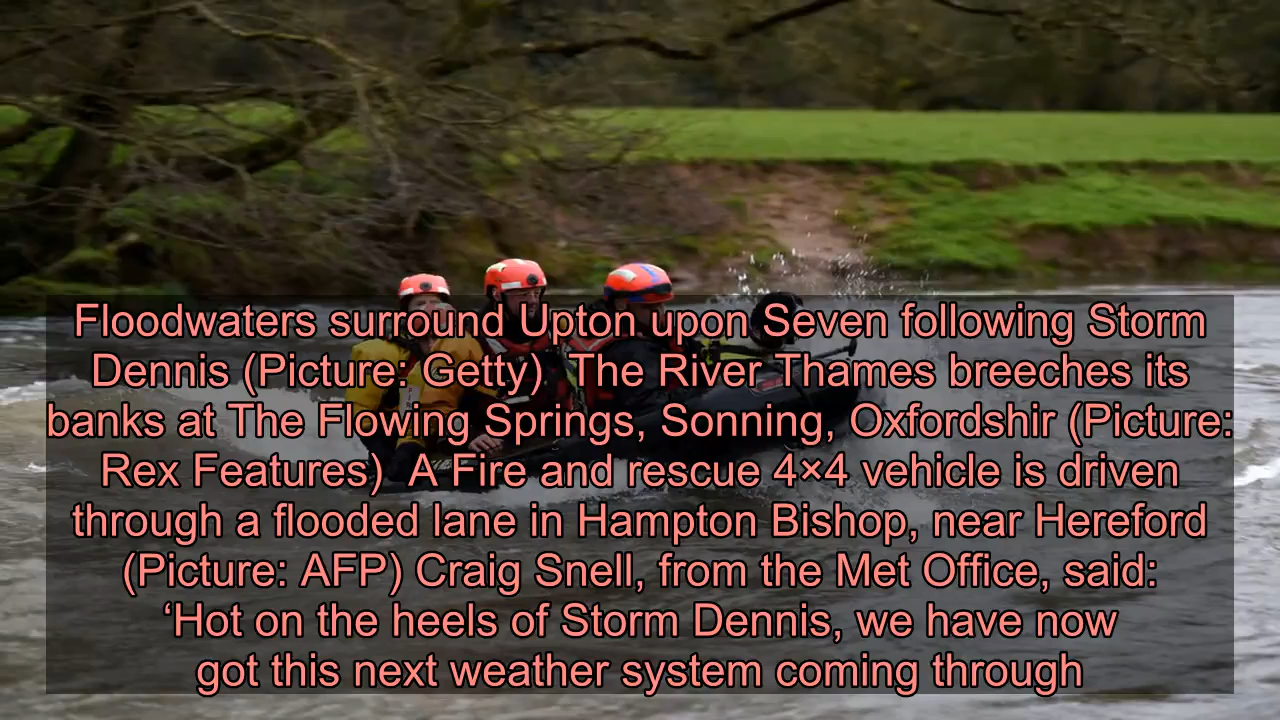 Floodwaters surround Upton upon Seven following Storm
Dennis (Picture: Getty)  The River Thames breeches its
banks at The Flowing Springs, Sonning, Oxfordshir (Picture:
Rex Features)  A Fire and rescue 4×4 vehicle is driven
through a flooded lane in Hampton Bishop, near Hereford
(Picture: AFP) Craig Snell, from the Met Office, said:
‘Hot on the heels of Storm Dennis, we have now
got this next weather system coming through